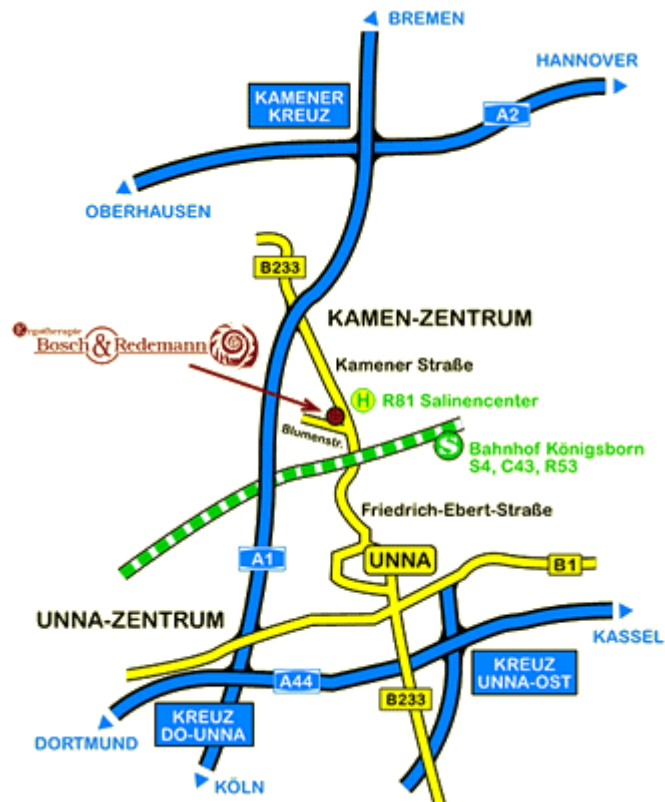 BREMEN
HANNOVER
KAMENER
KREUZ
A2
OBERHAUSEN
B233
KAMEN-ZENTRUM
Ergotherapie
Bosch & Redemann
Kamener Straße
H R81 Salinencenter
Blumenstr.
S Bahnhof Königsborn
S4, C43, R53
Friedrich-Ebert-Straße
A1
UNNA
B1
UNNA-ZENTRUM
KASSEL
KREUZ
UNNA-OST
A44
B233
KREUZ
DO-UNNA
DORTMUND
KÖLN